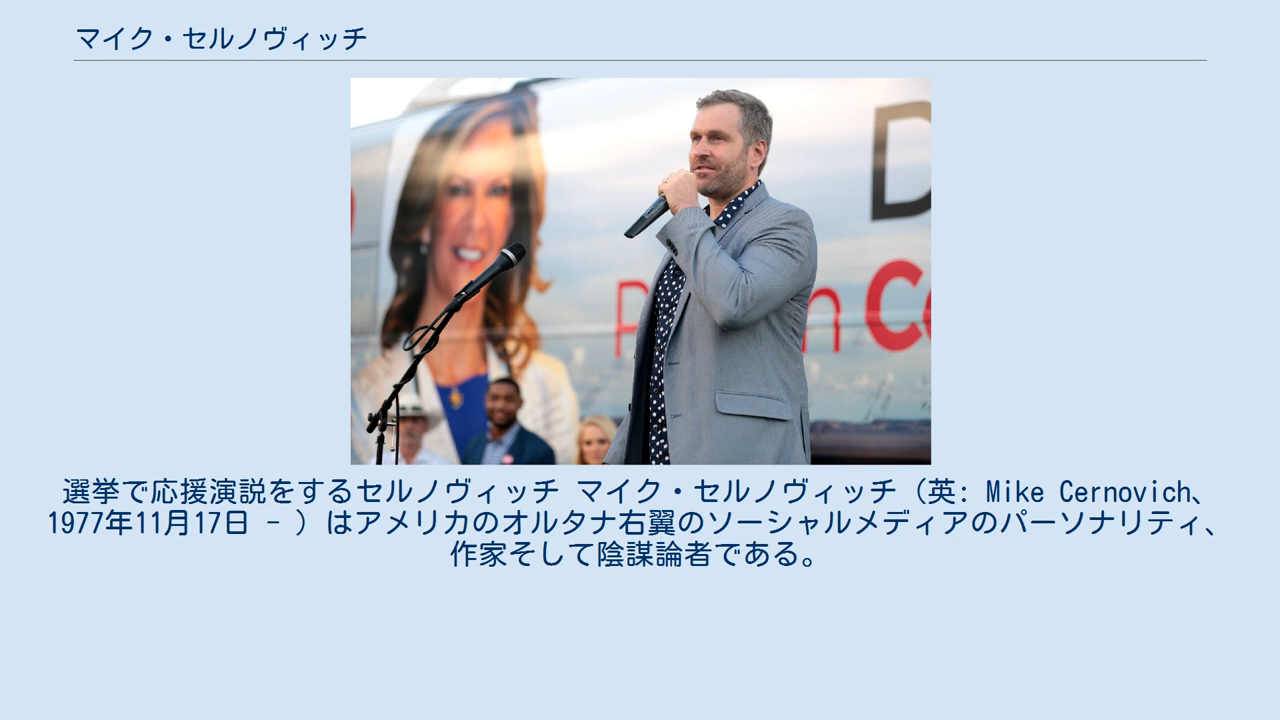 マイク・セルノヴィッチ
D
P
n Co
選挙で応援演説をするセルノヴィッチ マイク・セルノヴィッチ（英: Mike Cernovich、
1977年11月17日 - ）はアメリカのオルタナ右翼のソーシャルメディアのパーソナリティ、
作家そして陰謀論者である。